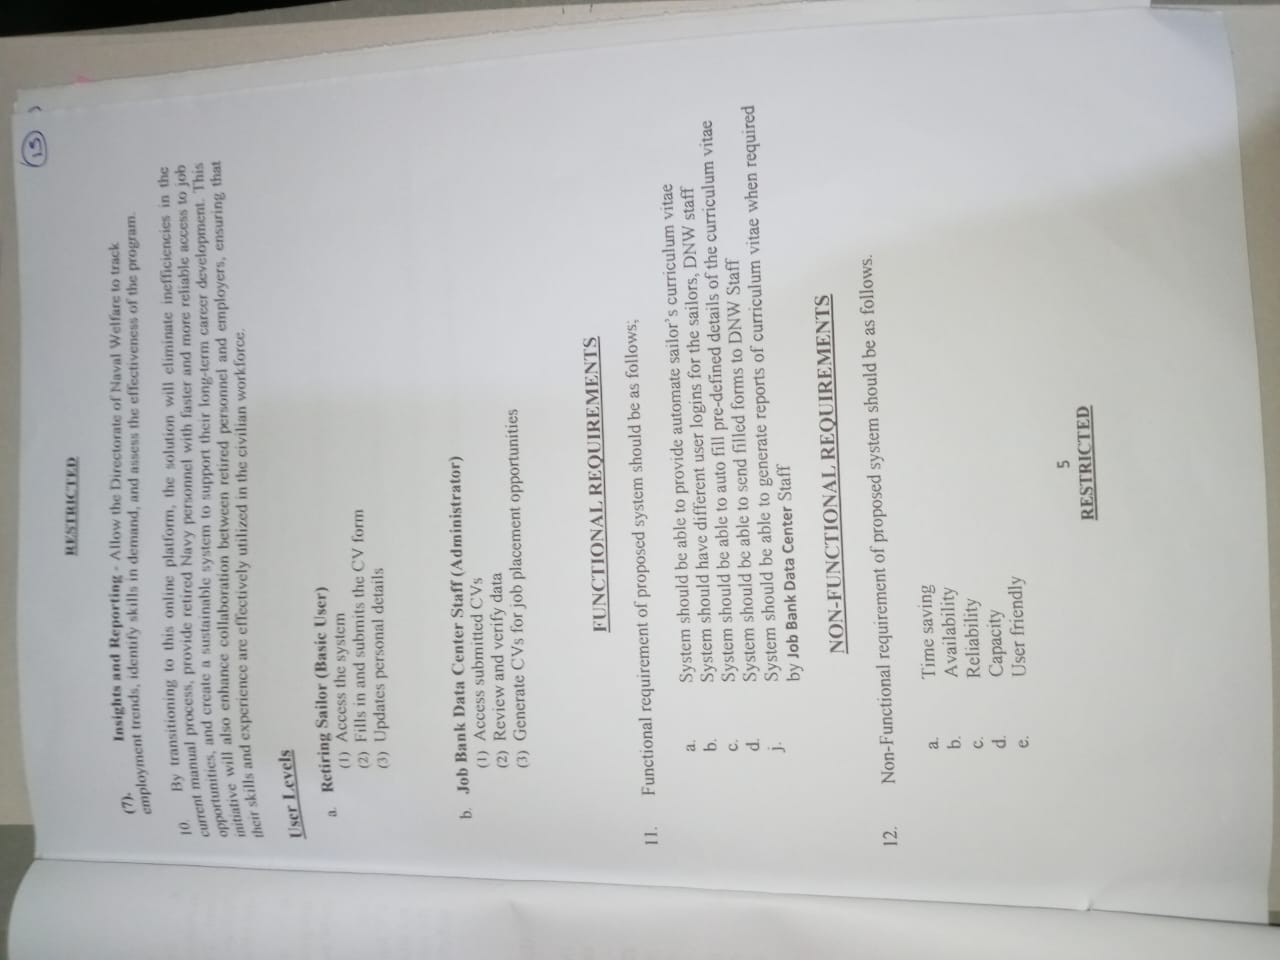 13
RESTRICTED
(7). Insights and Reporting - Allow the Directorate of Naval Welfare to track
employment trends, identify skills in demand, and assess the effectiveness of the program.
10. By transitioning to this online platform, the solution will eliminate inefficiencies in the
current manual process, provide retired Navy personnel with faster and more reliable access to job
opportunities, and create a sustainable system to support their long-term career development. This
initiative will also enhance collaboration between retired personnel and employers, ensuring that
their skills and experience are effectively utilized in the civilian workforce.
User Levels
a. Retiring Sailor (Basic User)
(1) Access the system
(2) Fills in and submits the CV form
(3) Updates personal details
b. Job Bank Data Center Staff (Administrator)
(1) Access submitted CVs
(2) Review and verify data
(3) Generate CVs for job placement opportunities
FUNCTIONAL REQUIREMENTS
11. Functional requirement of proposed system should be as follows;
a. System should be able to provide automate sailor's curriculum vitae
b. System should have different user logins for the sailors, DNW staff
c. System should be able to auto fill pre-defined details of the curriculum vitae
d. System should be able to send filled forms to DNW Staff
j. System should be able to generate reports of curriculum vitae when required
by Job Bank Data Center Staff
NON-FUNCTIONAL REQUIREMENTS
12. Non-Functional requirement of proposed system should be as follows.
a. Time saving
b. Availability
c. Reliability
d. Capacity
e. User friendly
5
RESTRICTED